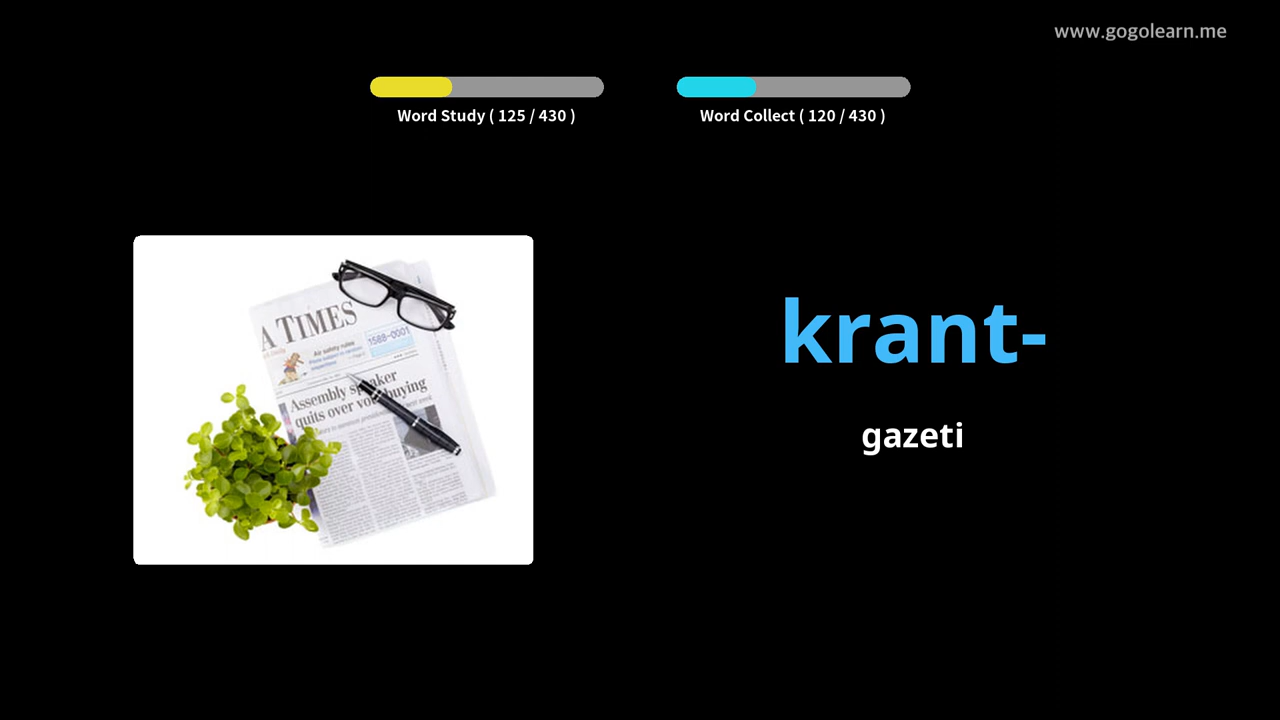 www.gogolearn.me
Word Study ( 125 / 430 )
Word Collect ( 120 / 430 )
A TIMES
Air safety rules
1588-0001
Assembly speaker
quits over vote buying
krant-
gazeti